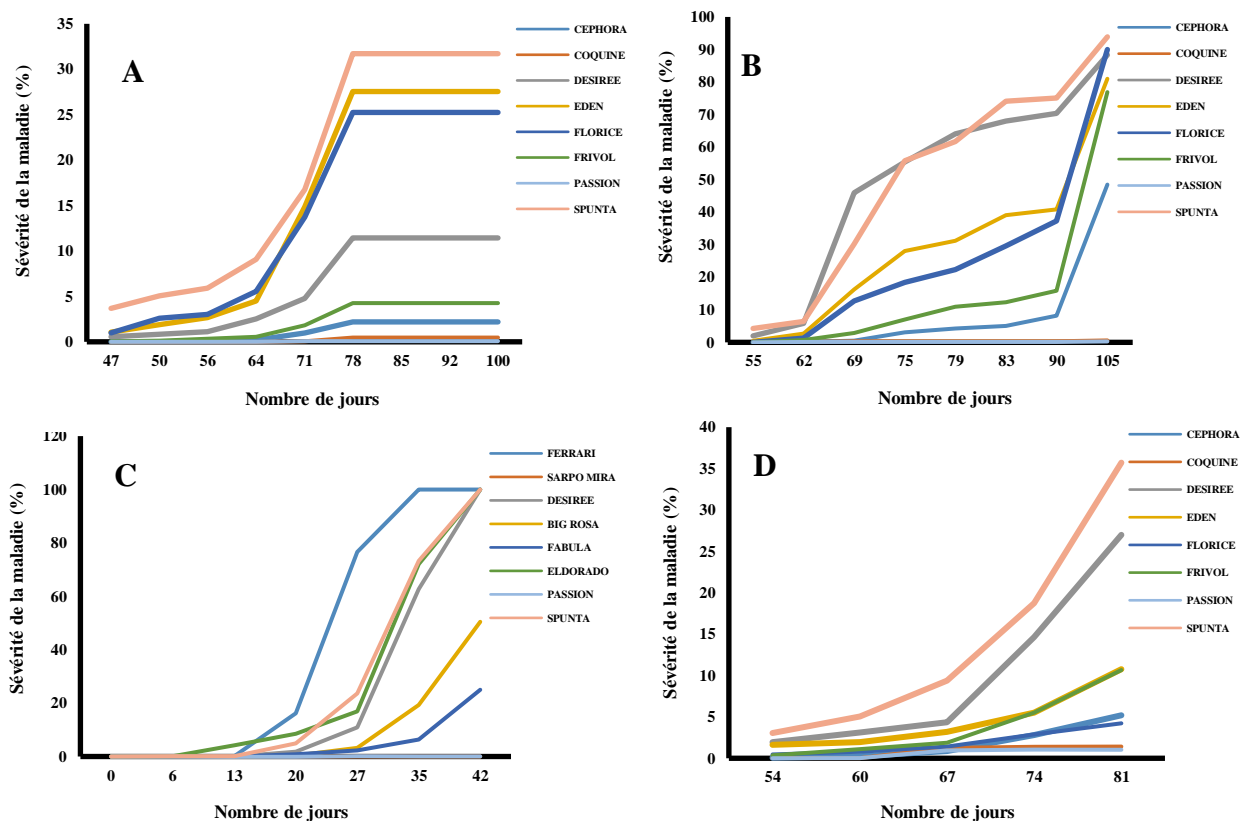 A
Sévérité de la maladie (%)
35
30
25
20
15
10
5
0
47 50 56 64 71 78 85 92 100
Nombre de jours
CEPHORA
COQUINE
DESIREE
EDEN
FLORICE
FRIVOL
PASSION
SPUNTA
B
Sévérité de la maladie (%)
100
90
80
70
60
50
40
30
20
10
0
55 62 69 75 79 83 90 105
Nombre de jours
CEPHORA
COQUINE
DESIREE
EDEN
FLORICE
FRIVOL
PASSION
SPUNTA
C
Sévérité de la maladie (%)
120
100
80
60
40
20
0
0 6 13 20 27 35 42
Nombre de jours
FERRARI
SARPO MIRA
DESIREE
BIG ROSA
FABULA
ELDORADO
PASSION
SPUNTA
D
Sévérité de la maladie (%)
40
35
30
25
20
15
10
5
0
54 60 67 74 81
Nombre de jours
CEPHORA
COQUINE
DESIREE
EDEN
FLORICE
FRIVOL
PASSION
SPUNTA